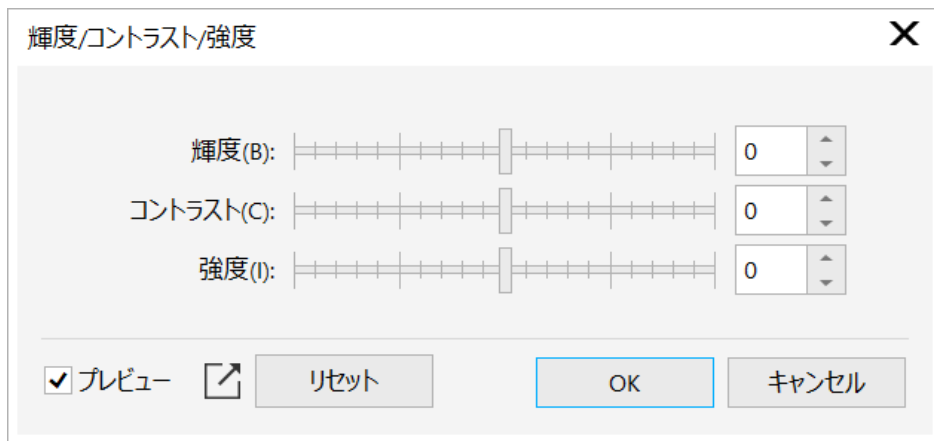 輝度/コントラスト/強度
輝度(B): 0
コントラスト(C): 0
強度(I): 0
プレビュー リセット OK キャンセル